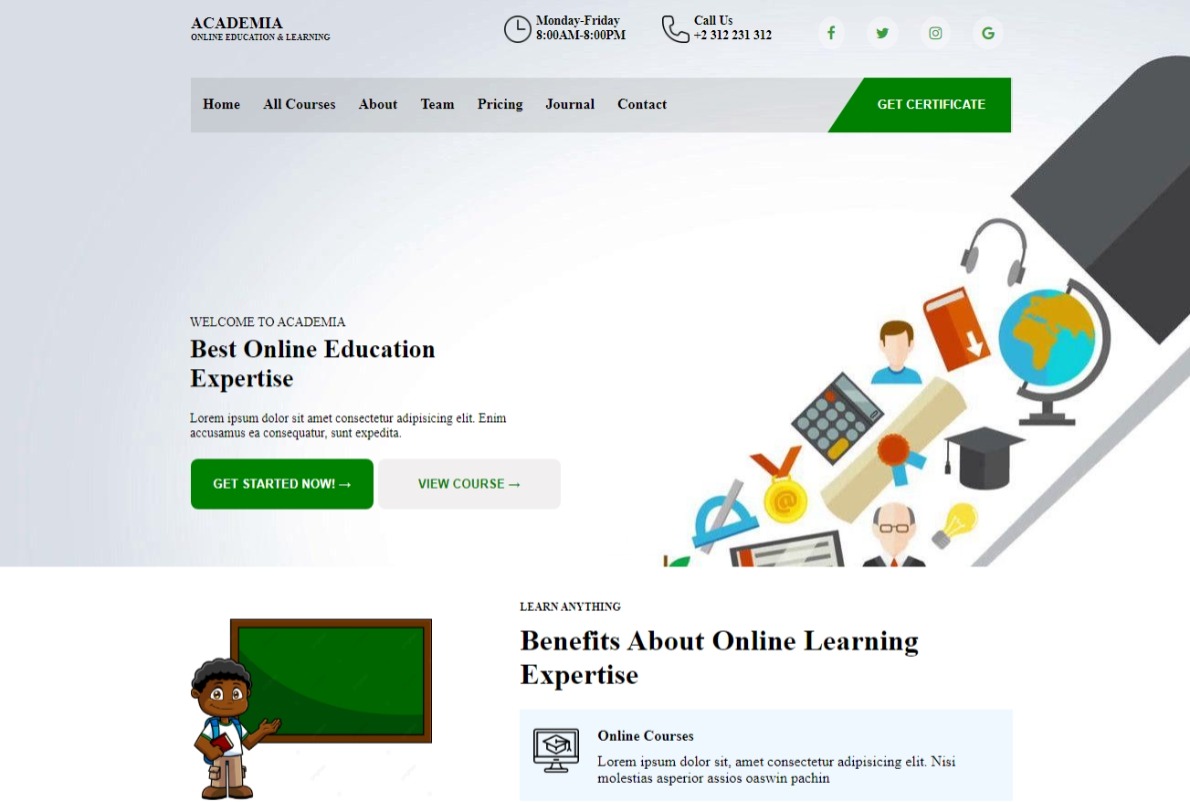 ACADEMIA
ONLINE EDUCATION & LEARNING
Monday-Friday
8:00AM-8:00PM
Call Us
+2 312 231 312
Home All Courses About Team Pricing Journal Contact
GET CERTIFICATE
WELCOME TO ACADEMIA
Best Online Education
Expertise
Lorem ipsum dolor sit amet consectetur adipisicing elit. Enim
accusamus ea consequatur, sunt expedita.
GET STARTED NOW! →
VIEW COURSE →
LEARN ANYTHING
Benefits About Online Learning
Expertise
Online Courses
Lorem ipsum dolor sit, amet consectetur adipisicing elit. Nisi
molestias asperior assios oaswin pachin